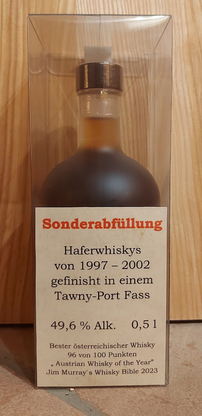 Sonderabfüllung
Haferwhiskys
von 1997 – 2002
gefinisht in einem
Tawny-Port Fass
49,6 % Alk. 0,5 l
Bester österreichischer Whisky
96 von 100 Punkten
„ Austrian Whisky of the Year"
Jim Murray`s Whisky Bible 2023